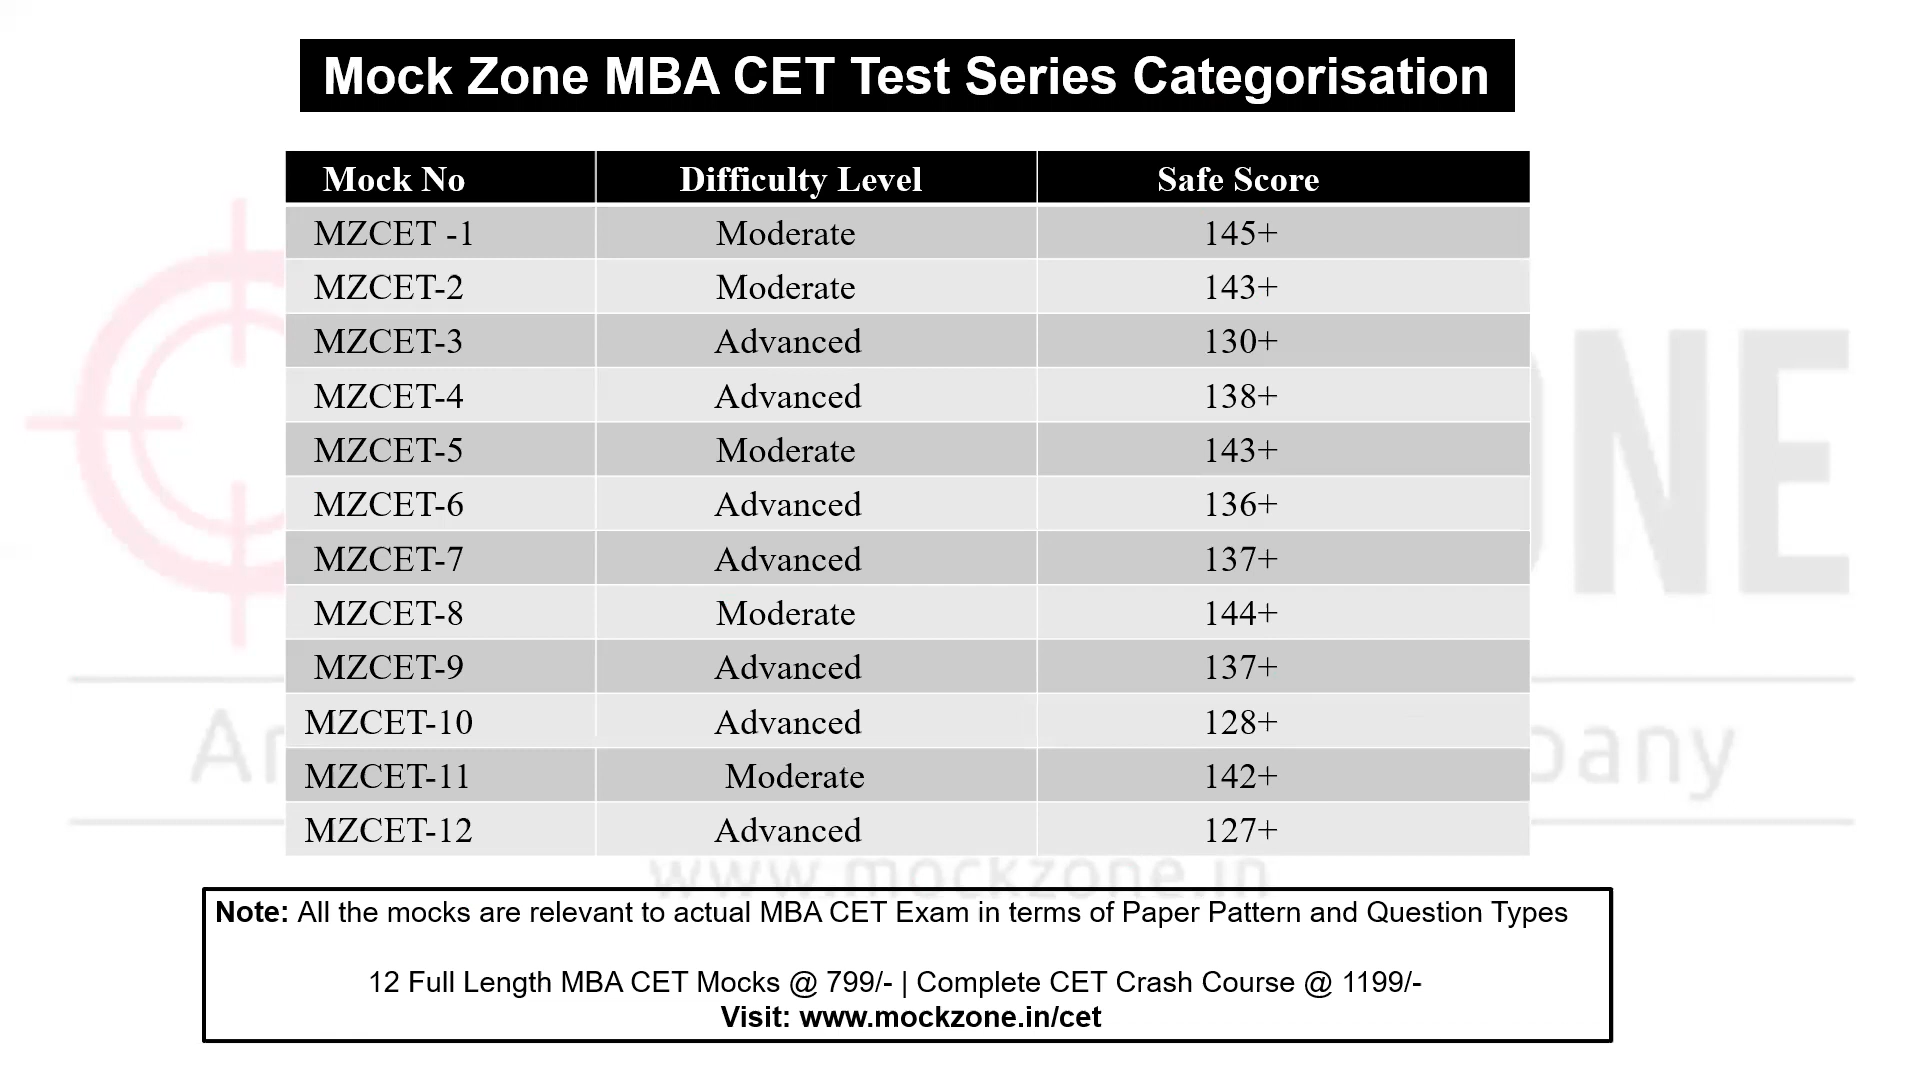 Mock Zone MBA CET Test Series Categorisation
Mock No Difficulty Level Safe Score
MZCET -1 Moderate 145+
MZCET-2 Moderate 143+
MZCET-3 Advanced 130+
MZCET-4 Advanced 138+
MZCET-5 Moderate 143+
MZCET-6 Advanced 136+
MZCET-7 Advanced 137+
MZCET-8 Moderate 144+
MZCET-9 Advanced 137+
MZCET-10 Advanced 128+
MZCET-11 Moderate 142+
MZCET-12 Advanced 127+
www.mockzone.in
Note: All the mocks are relevant to actual MBA CET Exam in terms of Paper Pattern and Question Types
12 Full Length MBA CET Mocks @ 799/- | Complete CET Crash Course @ 1199/-
Visit: www.mockzone.in/cet